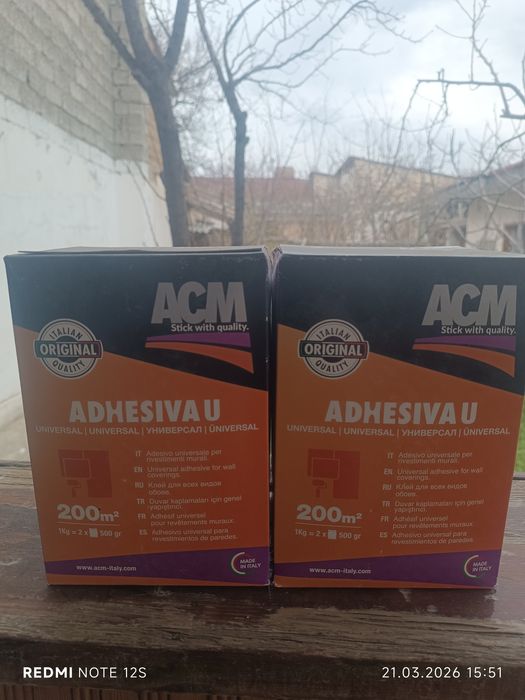 ACM
Stick with quality.
ITALIAN
ORIGINAL
QUALITY
ADHESIVA U
UNIVERSAL | UNIVERSAL | УНИВЕРСАЛ | ÜNIVERSAL
IT Adesivo universale per
rivestimenti murali.
EN Universal adhesive for wall
coverings.
RU Клей для всех видов
обоев.
TR Duvar kaplamaları için genel
yapıştırıcı.
FR Adhésif universel
pour revêtements muraux.
ES Adhesivo universal para
revestimientos de paredes.
200m²
1Kg = 2 x 500 gr
www.acm-italy.com
MADE
IN ITALY
ACM
Stick with quality.
ITALIAN
ORIGINAL
QUALITY
ADHESIVA U
UNIVERSAL | UNIVERSAL | УНИВЕРСАЛ | ÜNIVERSAL
IT Adesivo universale per
rivestimenti murali.
EN Universal adhesive for wall
coverings.
RU Клей для всех видов
обоев.
TR Duvar kaplamaları için genel
yapıştırıcı.
FR Adhésif universel
pour revêtements muraux.
ES Adhesivo universal para
revestimientos de paredes.
200m²
1Kg = 2 x 500 gr
www.acm-italy.com
MADE
IN ITALY
REDMI NOTE 12S
21.03.2026 15:51